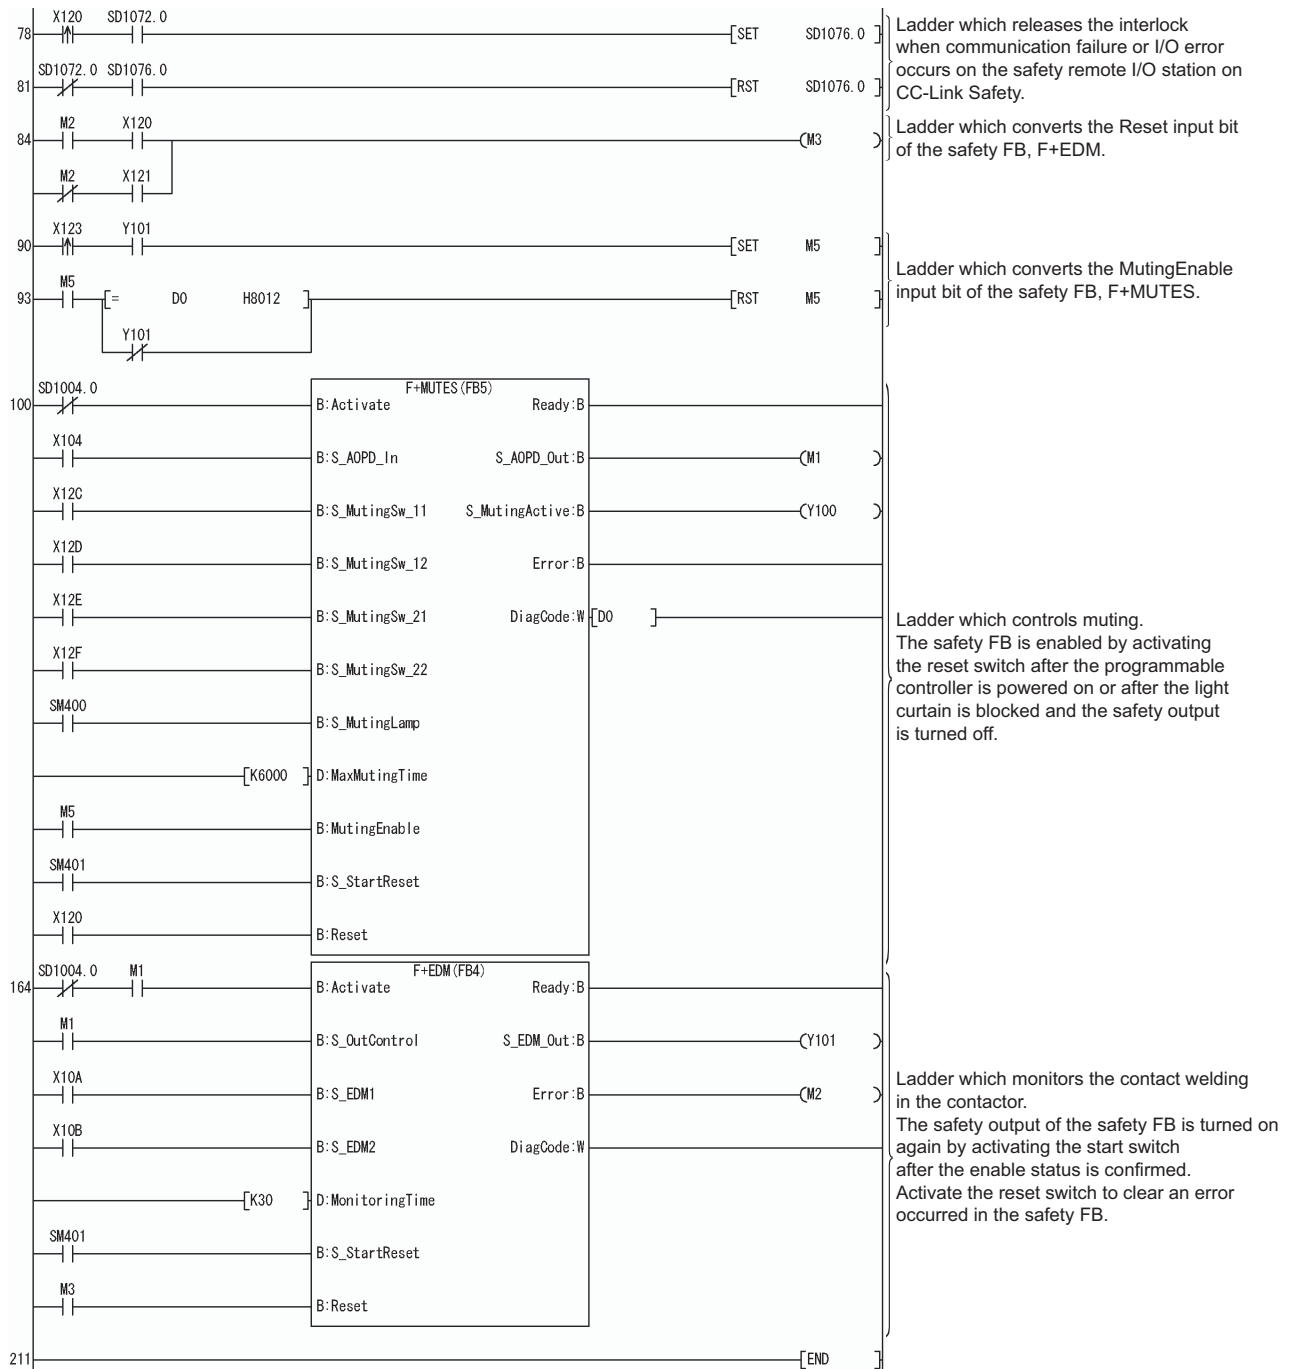 X120 SD1072.0
78 [SET SD1076.0 ]
Ladder which releases the interlock
when communication failure or I/O error
occurs on the safety remote I/O station on
CC-Link Safety.
SD1072.0 SD1076.0
81 [RST SD1076.0 ]
M2 X120
84 (M3 )
Ladder which converts the Reset input bit
of the safety FB, F+EDM.
M2 X121
X123 Y101
90 [SET M5 ]
Ladder which converts the MutingEnable
input bit of the safety FB, F+MUTES.
M5
93 [= D0 H8012 ] [RST M5 ]
Y101
SD1004.0 F+MUTES(FB5)
100 B:Activate Ready:B
X104
B:S_AOPD_In S_AOPD_Out:B (M1 )
X12C
B:S_MutingSw_11 S_MutingActive:B (Y100 )
X12D
B:S_MutingSw_12 Error:B
X12E
B:S_MutingSw_21 DiagCode:W [D0 ]
X12F
B:S_MutingSw_22
SM400
B:S_MutingLamp
[K6000 ] D:MaxMutingTime
M5
B:MutingEnable
SM401
B:S_StartReset
X120
B:Reset
Ladder which controls muting.
The safety FB is enabled by activating
the reset switch after the programmable
controller is powered on or after the light
curtain is blocked and the safety output
is turned off.
SD1004.0 M1 F+EDM(FB4)
164 B:Activate Ready:B
M1
B:S_OutControl S_EDM_Out:B (Y101 )
X10A
B:S_EDM1 Error:B (M2 )
X10B
B:S_EDM2 DiagCode:W
[K30 ] D:MonitoringTime
SM401
B:S_StartReset
M3
B:Reset
Ladder which monitors the contact welding
in the contactor.
The safety output of the safety FB is turned on
again by activating the start switch
after the enable status is confirmed.
Activate the reset switch to clear an error
occurred in the safety FB.
211 [END ]